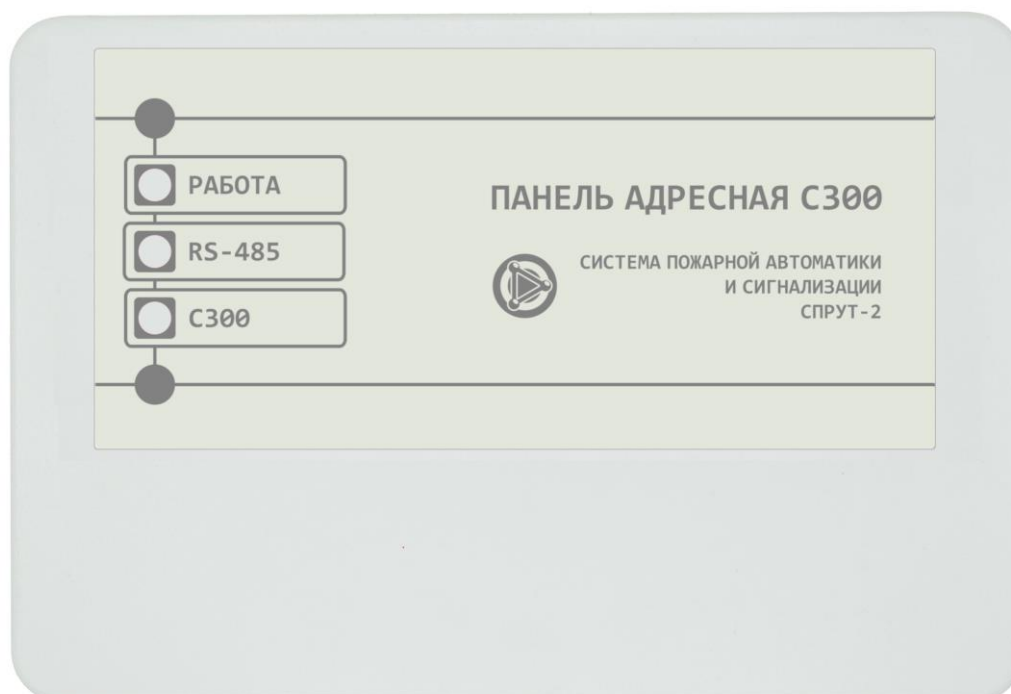 РАБОТА
RS-485
С300
ПАНЕЛЬ АДРЕСНАЯ С300
СИСТЕМА ПОЖАРНОЙ АВТОМАТИКИ
И СИГНАЛИЗАЦИИ
СПРУТ-2